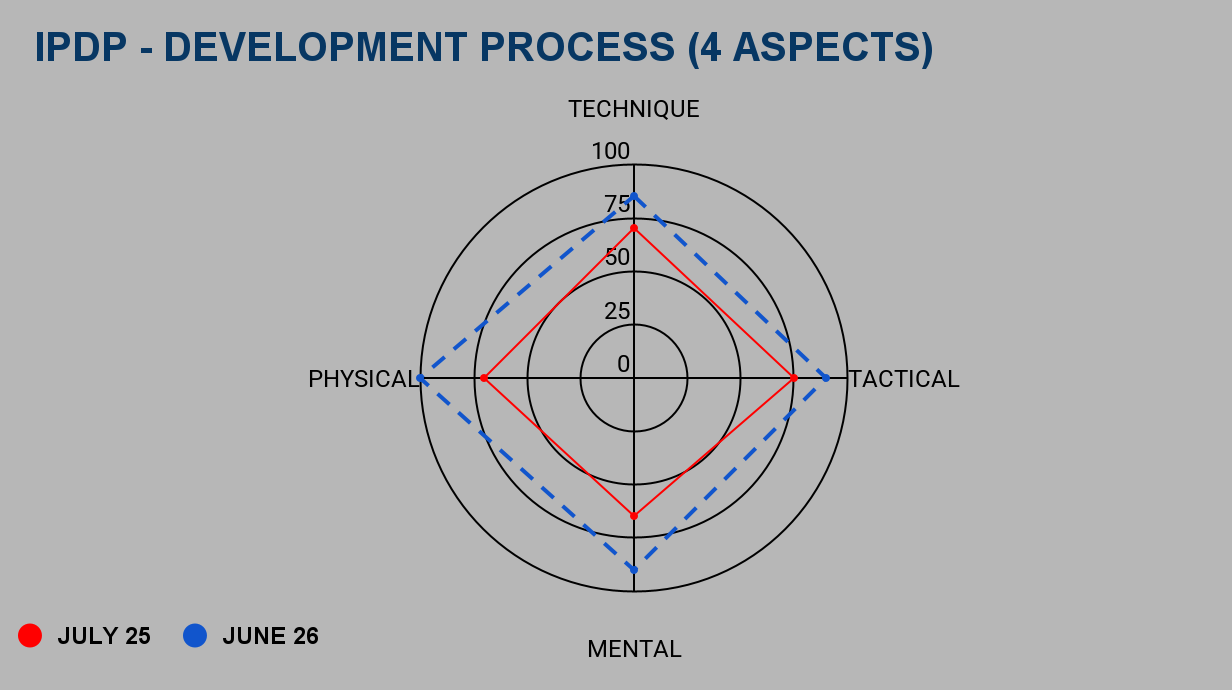 IPDP - DEVELOPMENT PROCESS (4 ASPECTS)
TECHNIQUE
100
75
50
25
0
PHYSICAL
TACTICAL
MENTAL
JULY 25
JUNE 26